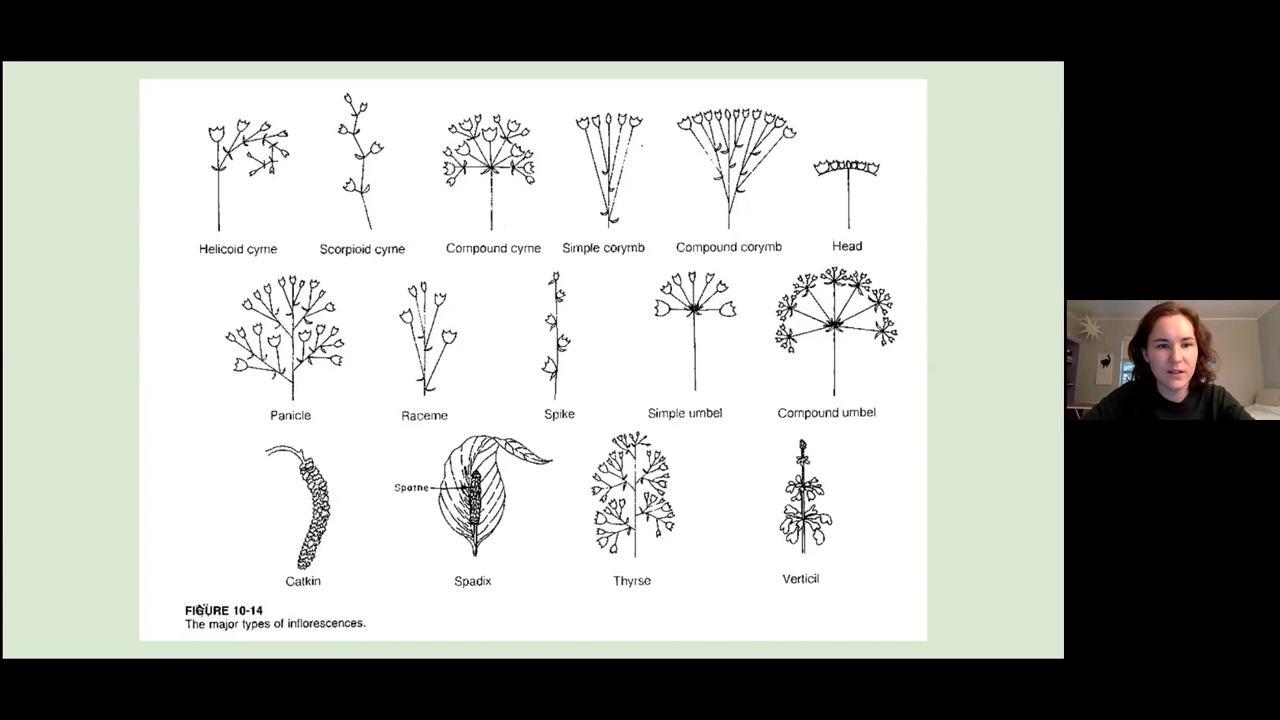 Helicoid cyme
Scorpioid cyme
Compound cyme
Simple corymb
Compound corymb
Head
Panicle
Raceme
Spike
Simple umbel
Compound umbel
Spathe
Catkin
Spadix
Thyrse
Verticil
FIGURE 10-14
The major types of inflorescences.